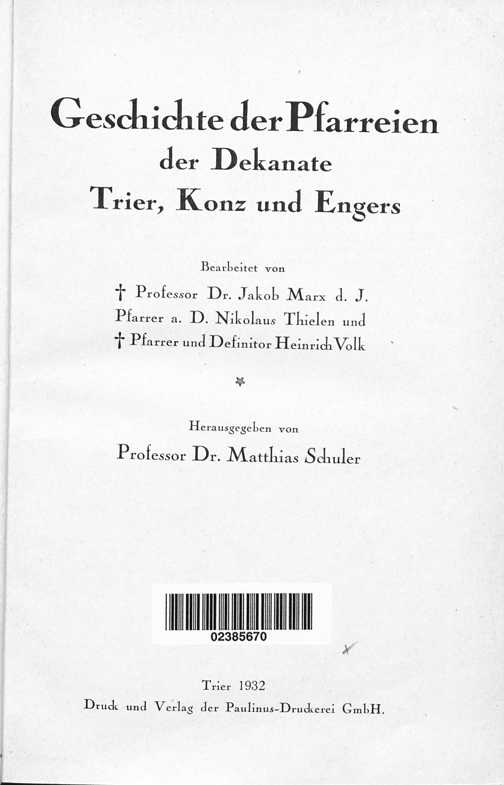 Geschichte der Pfarreien
der Dekanate
Trier, Konz und Engers
Bearbeitet von
† Professor Dr. Jakob Marx d. J.
Pfarrer a. D. Nikolaus Thielen und
† Pfarrer und Definitor Heinrich Volk
Herausgegeben von
Professor Dr. Matthias Schuler
02385670
Trier 1932
Druck und Verlag der Paulinus-Druckerei GmbH.